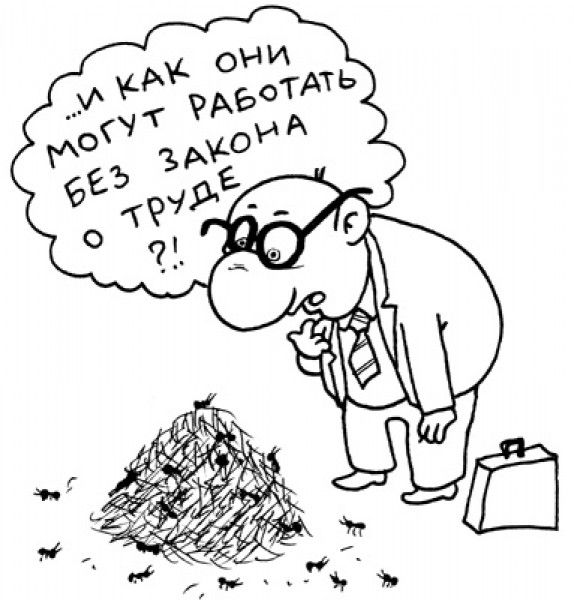 ...И КАК ОНИ
МОГУТ РАБОТАТЬ
БЕЗ ЗАКОНА
О ТРУДЕ
?!